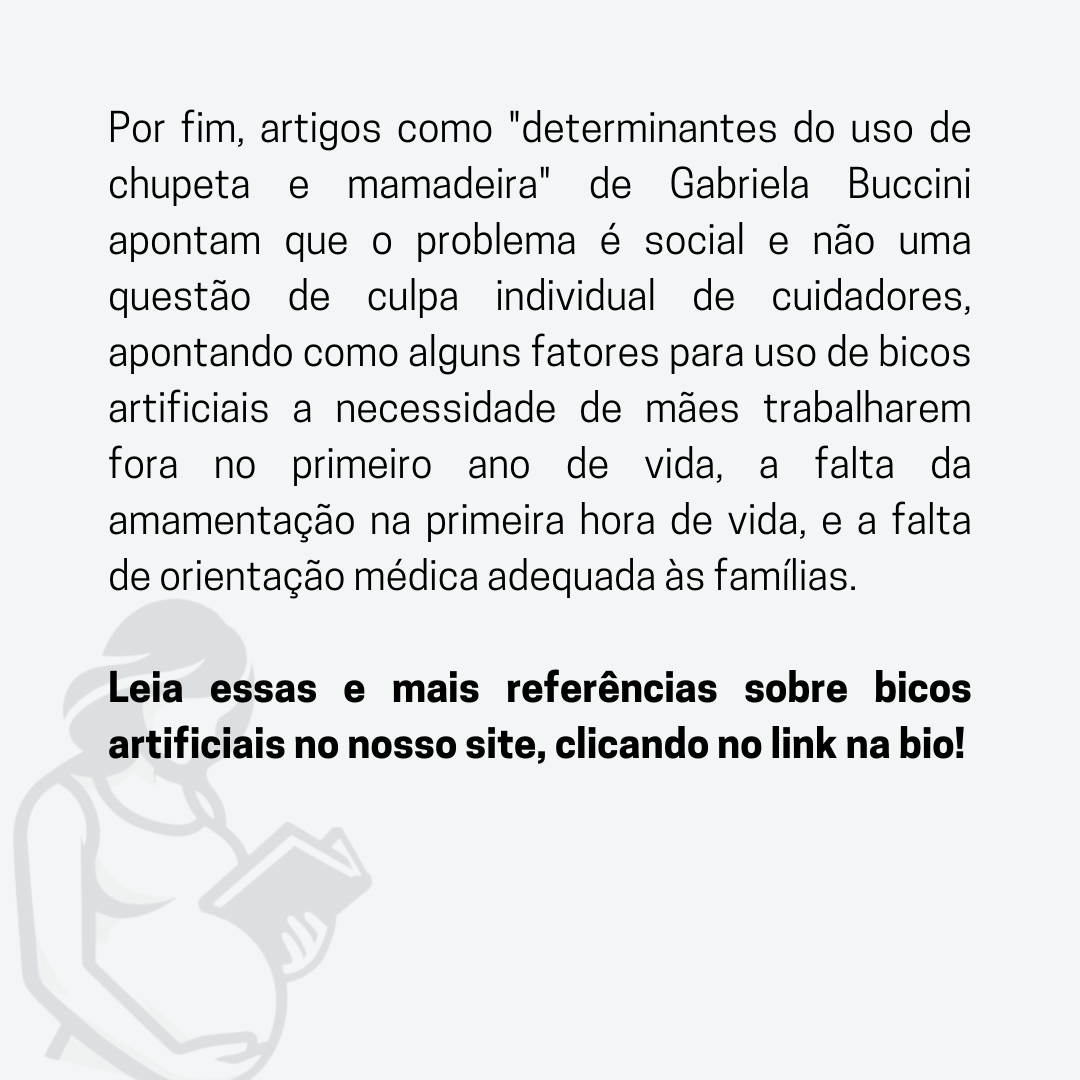 Por fim, artigos como "determinantes do uso de
chupeta e mamadeira" de Gabriela Buccini
apontam que o problema é social e não uma
questão de culpa individual de cuidadores,
apontando como alguns fatores para uso de bicos
artificiais a necessidade de mães trabalharem
fora no primeiro ano de vida, a falta da
amamentação na primeira hora de vida, e a falta
de orientação médica adequada às famílias.
Leia essas e mais referências sobre bicos
artificiais no nosso site, clicando no link na bio!